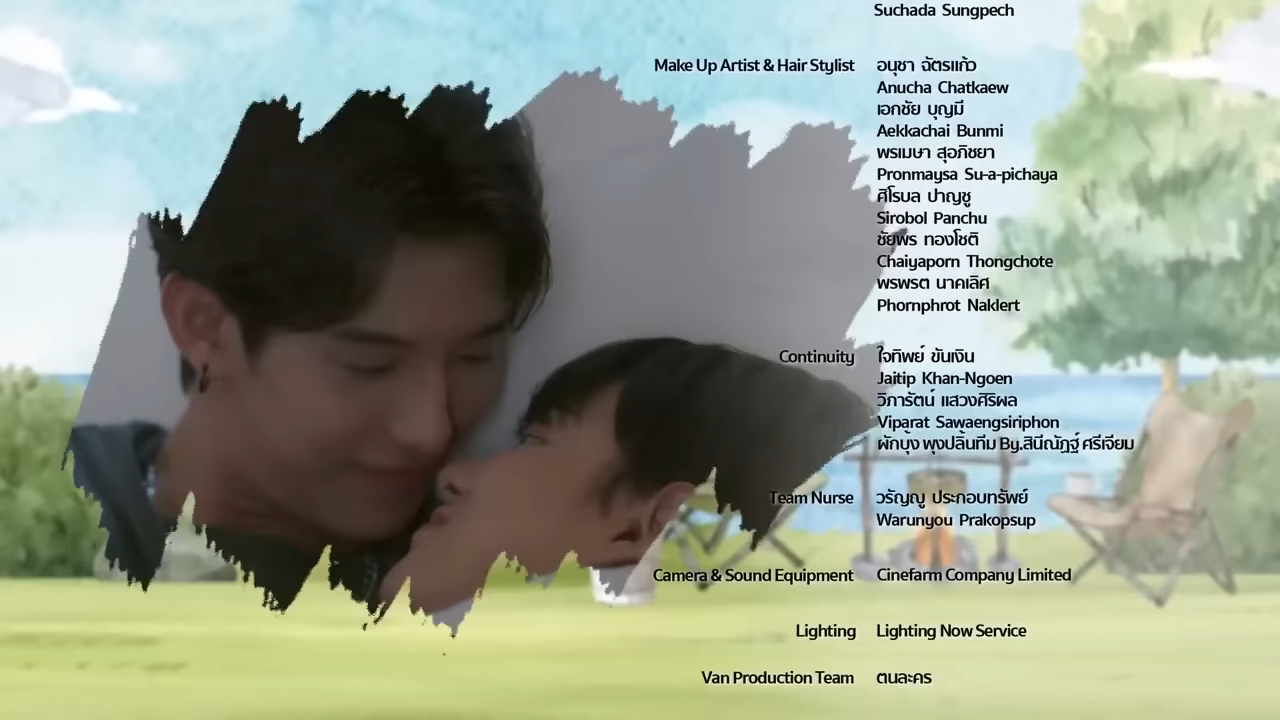 Suchada Sungpech
Make Up Artist & Hair Stylist อนุชา ฉัตรแก้ว
Anucha Chatkaew
เอกชัย บุญมี
Aekkachai Bunmi
พรเมษา สุอภิชยา
Pronmaysa Su-a-pichaya
ศิโรบล ปาญชู
Sirobol Panchu
ชัยพร ทองโชติ
Chaiyaporn Thongchote
พรพรต นาคเลิศ
Phornphrot Naklert
Continuity ใจทิพย์ ขันเงิน
Jaitip Khan-Ngoen
วิภารัตน์ แสวงศิริผล
Viparat Sawaengsiriphon
ผักบุ้ง พุงปลิ้นทีม By.สินีณัฏฐ์ ศรีเจียม
Team Nurse วรัญญู ประกอบทรัพย์
Warunyou Prakopsup
Camera & Sound Equipment Cinefarm Company Limited
Lighting Lighting Now Service
Van Production Team ตนละคร